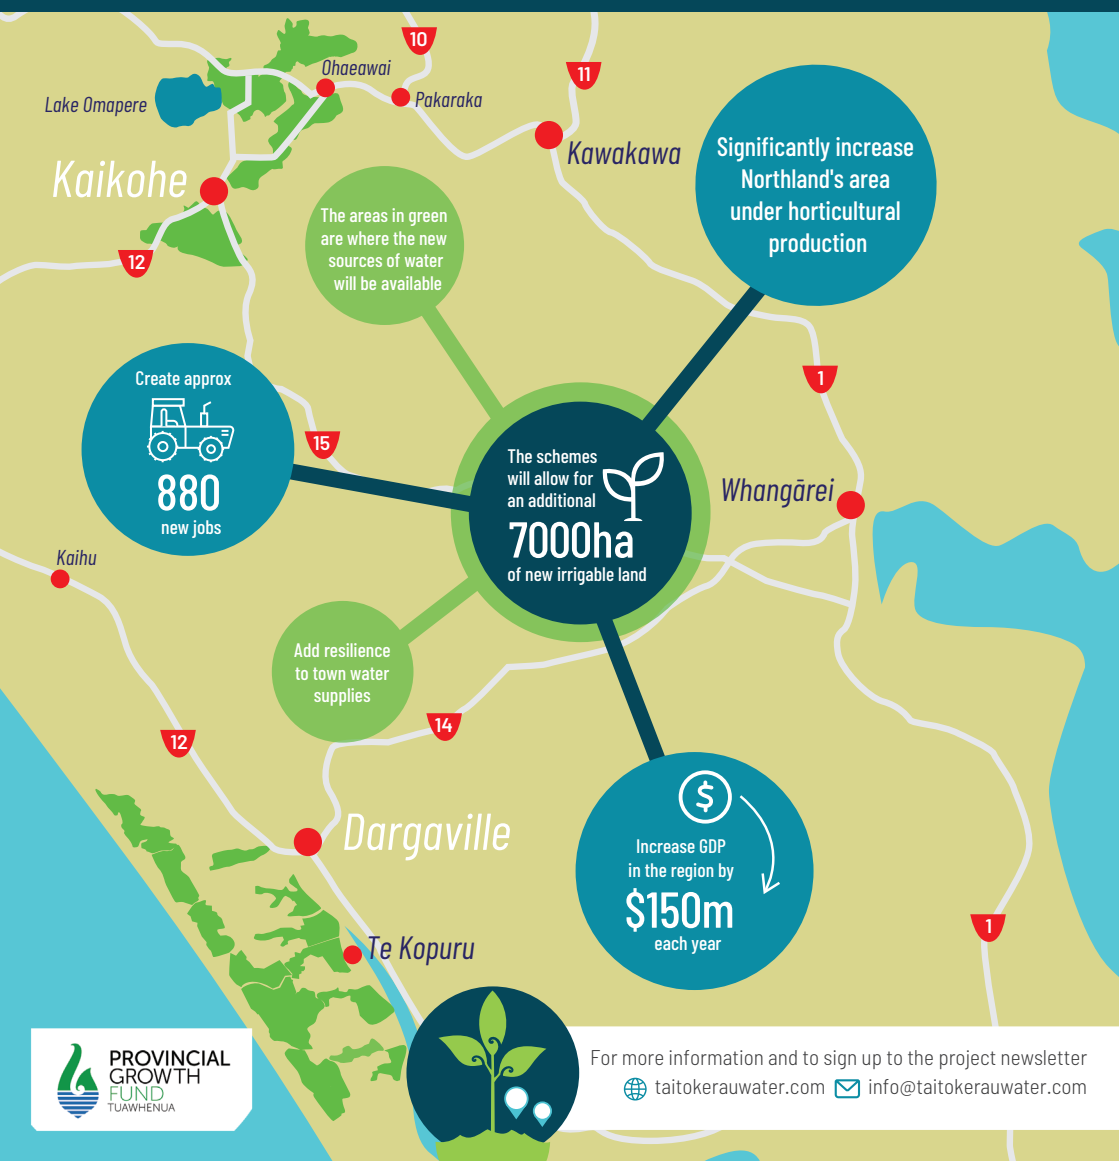 10
Ohaeawai
11
Lake Omapere
Pakaraka
Kawakawa
Kaikohe
12
Significantly increase
Northland's area
under horticultural
production
The areas in green
are where the new
sources of water
will be available
1
Create approx
880
new jobs
15
The schemes
will allow for
an additional
7000ha
of new irrigable land
Whangārei
Kaihu
Add resilience
to town water
supplies
14
12
Dargaville
Increase GDP
in the region by
$150m
each year
1
Te Kopuru
PROVINCIAL
GROWTH
FUND
TUAWHENUA
For more information and to sign up to the project newsletter
taitokerauwater.com info@taitokerauwater.com